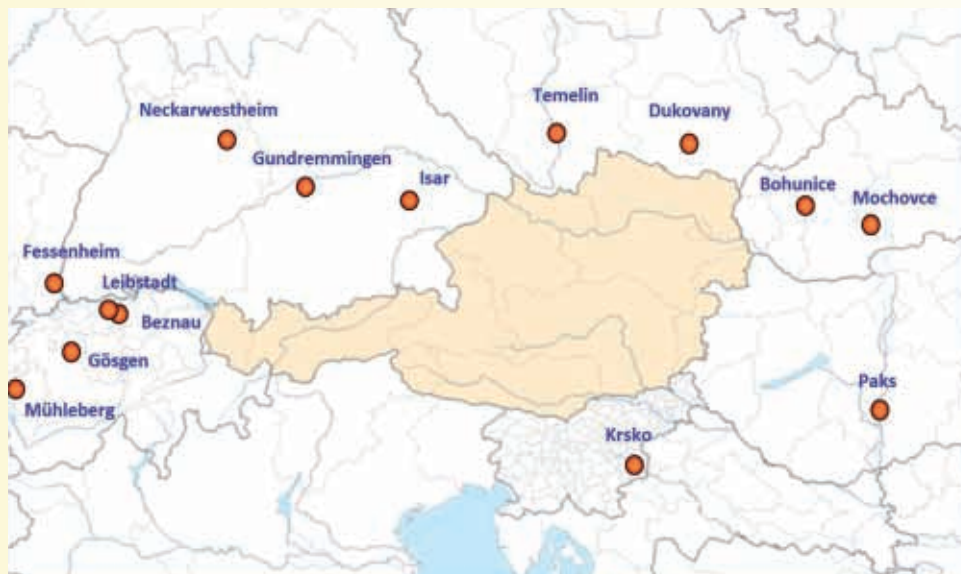 Temelin
Dukovany
Neckarwestheim
Gundremmingen
Isar
Bohunice
Mochovce
Fessenheim
Leibstadt
Beznau
Gösgen
Mühleberg
Paks
Krsko